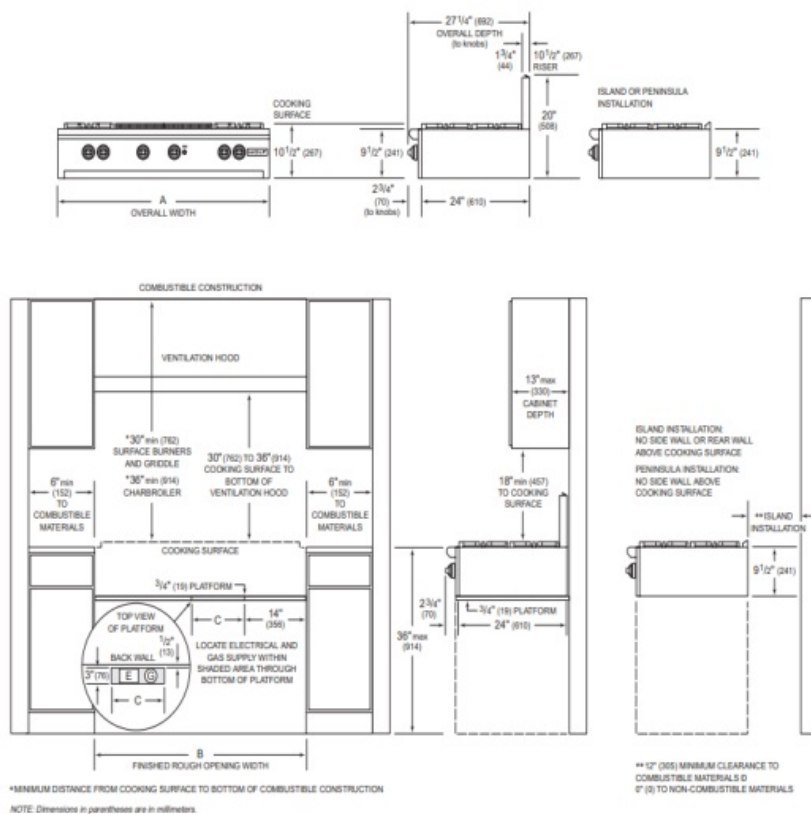 27 1/4" (692)
OVERALL DEPTH
(to knobs)
1 3/4"
(44)
10 1/2" (267)
RISER
COOKING
SURFACE
20"
(508)
ISLAND OR PENINSULA
INSTALLATION
10 1/2" (267)
9 1/2" (241)
9 1/2" (241)
A
OVERALL WIDTH
2 3/4"
(70)
(to knobs)
24" (610)
COMBUSTIBLE CONSTRUCTION
VENTILATION HOOD
13" max
(330)
CABINET
DEPTH
*30" min (762)
SURFACE BURNERS
AND GRIDDLE
*36" min (914)
CHARBROILER
30" (762) TO 36" (914)
COOKING SURFACE TO
BOTTOM OF
VENTILATION HOOD
6" min
(152)
TO
COMBUSTIBLE
MATERIALS
6" min
(152)
TO
COMBUSTIBLE
MATERIALS
18" min (457)
TO COOKING
SURFACE
ISLAND INSTALLATION:
NO SIDE WALL OR REAR WALL
ABOVE COOKING SURFACE
PENINSULA INSTALLATION:
NO SIDE WALL ABOVE
COOKING SURFACE
** ISLAND
INSTALLATION
COOKING SURFACE
3/4" (19) PLATFORM
C
14"
(356)
TOP VIEW
OF PLATFORM
1/2"
(13)
BACK WALL
3" (76)
E
G
C
LOCATE ELECTRICAL AND
GAS SUPPLY WITHIN
SHADED AREA THROUGH
BOTTOM OF PLATFORM
36" max
(914)
2 3/4"
(70)
3/4" (19) PLATFORM
24" (610)
9 1/2" (241)
B
FINISHED ROUGH OPENING WIDTH
** 12" (305) MINIMUM CLEARANCE TO
COMBUSTIBLE MATERIALS D
0" (0) TO NON-COMBUSTIBLE MATERIALS
*MINIMUM DISTANCE FROM COOKING SURFACE TO BOTTOM OF COMBUSTIBLE CONSTRUCTION
NOTE: Dimensions in parentheses are in millimeters.